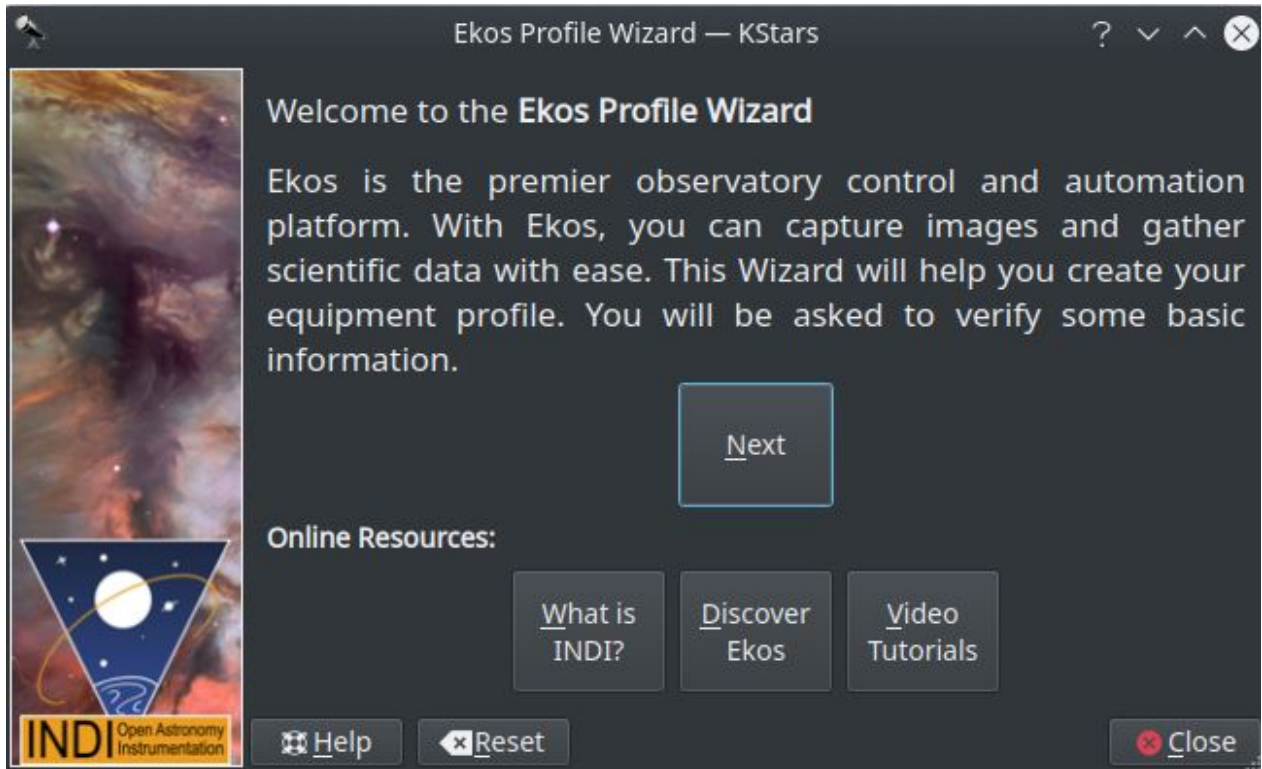 Ekos Profile Wizard — KStars
Welcome to the Ekos Profile Wizard
Ekos is the premier observatory control and automation
platform. With Ekos, you can capture images and gather
scientific data with ease. This Wizard will help you create your
equipment profile. You will be asked to verify some basic
information.
Next
Online Resources:
What is
INDI?
Discover
Ekos
Video
Tutorials
INDI Open Astronomy
Instrumentation
Help
Reset
Close